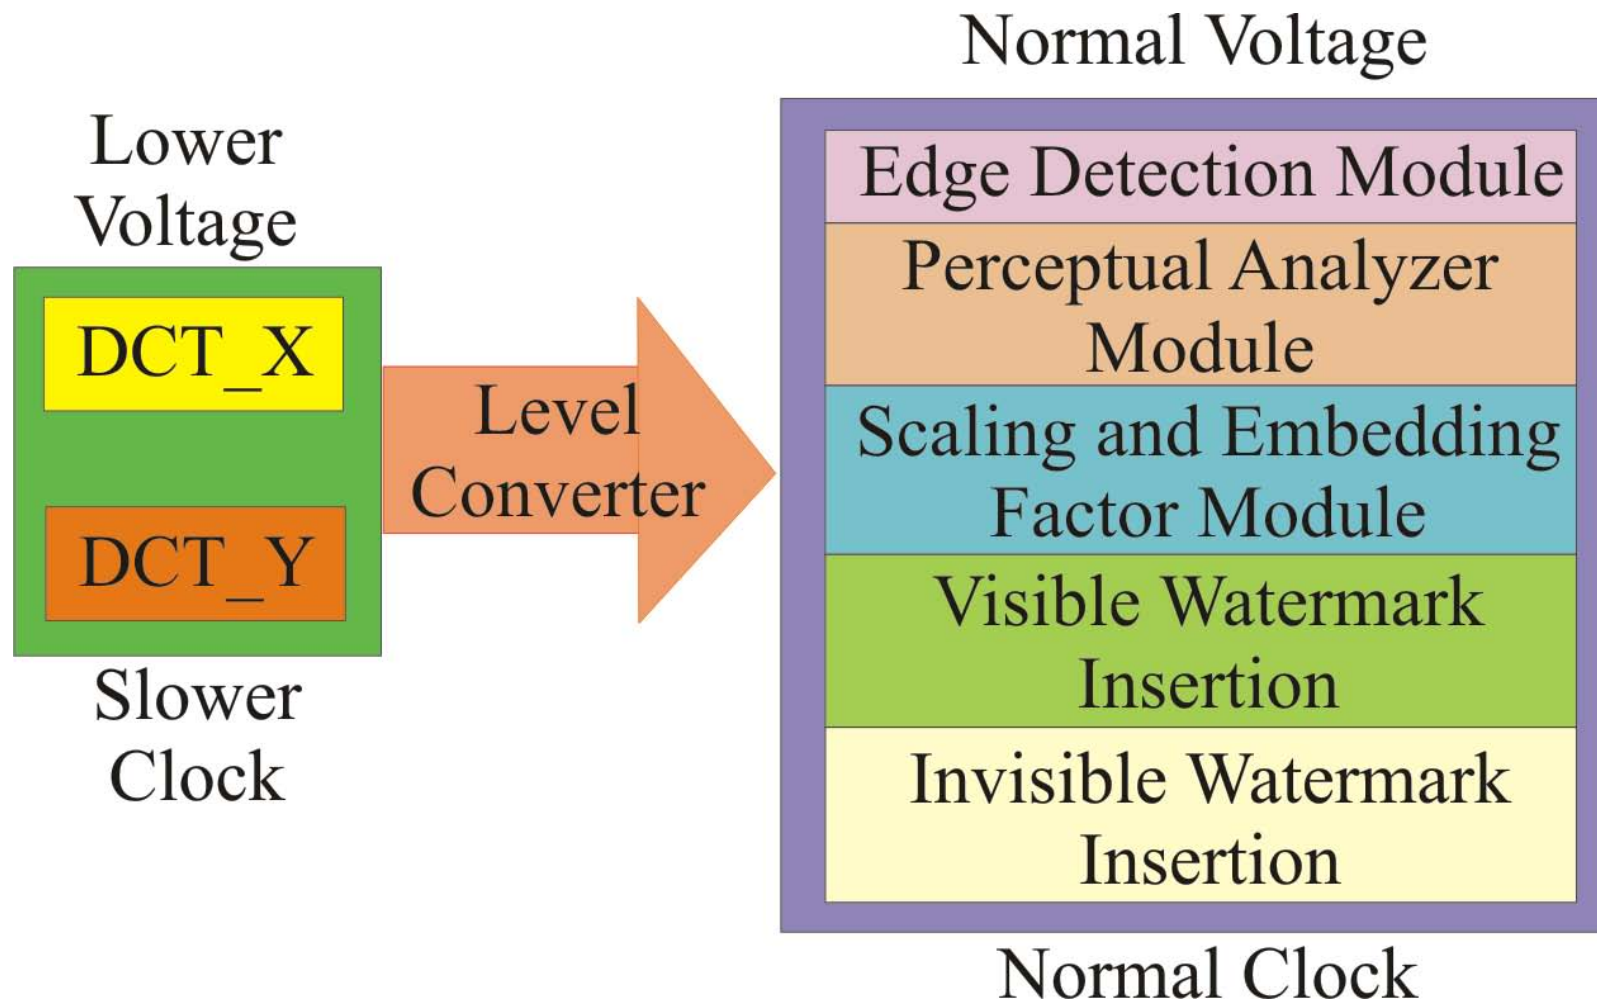 Lower
Voltage
DCT_X
DCT_Y
Slower
Clock
Level
Converter
Normal Voltage
Edge Detection Module
Perceptual Analyzer
Module
Scaling and Embedding
Factor Module
Visible Watermark
Insertion
Invisible Watermark
Insertion
Normal Clock